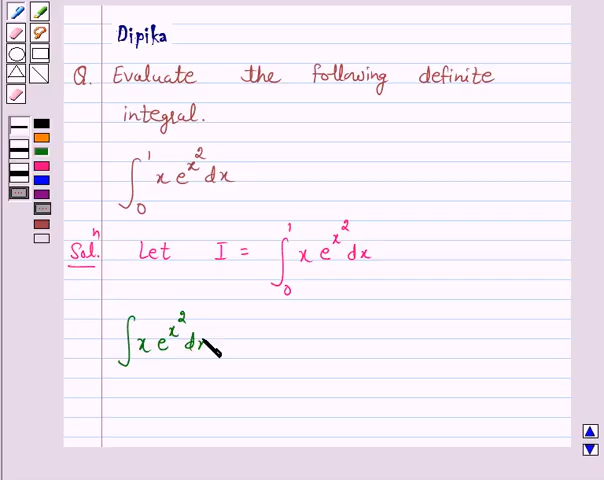 Dipika
Q. Evaluate the following definite
integral.
∫₀¹ x e^{x²} dx
Solⁿ. Let I = ∫₀¹ x e^{x²} dx
∫ x e^{x²} dx